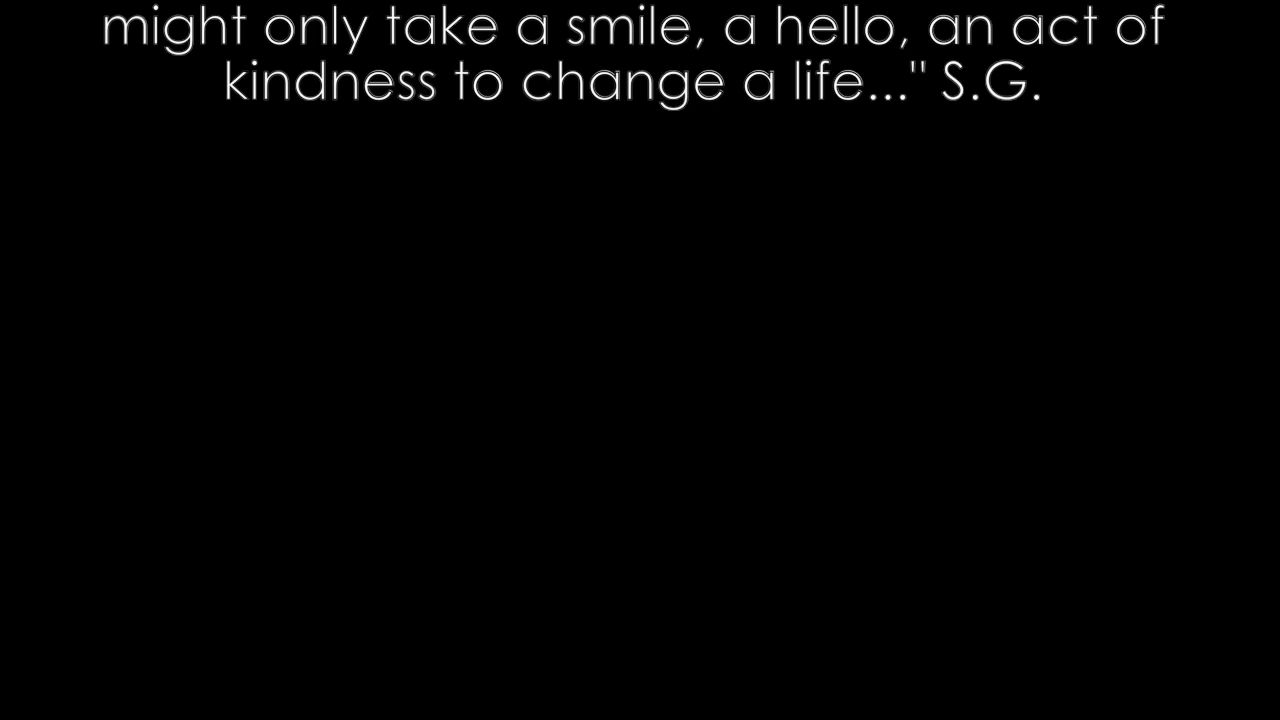 might only take a smile, a hello, an act of
kindness to change a life..." S.G.